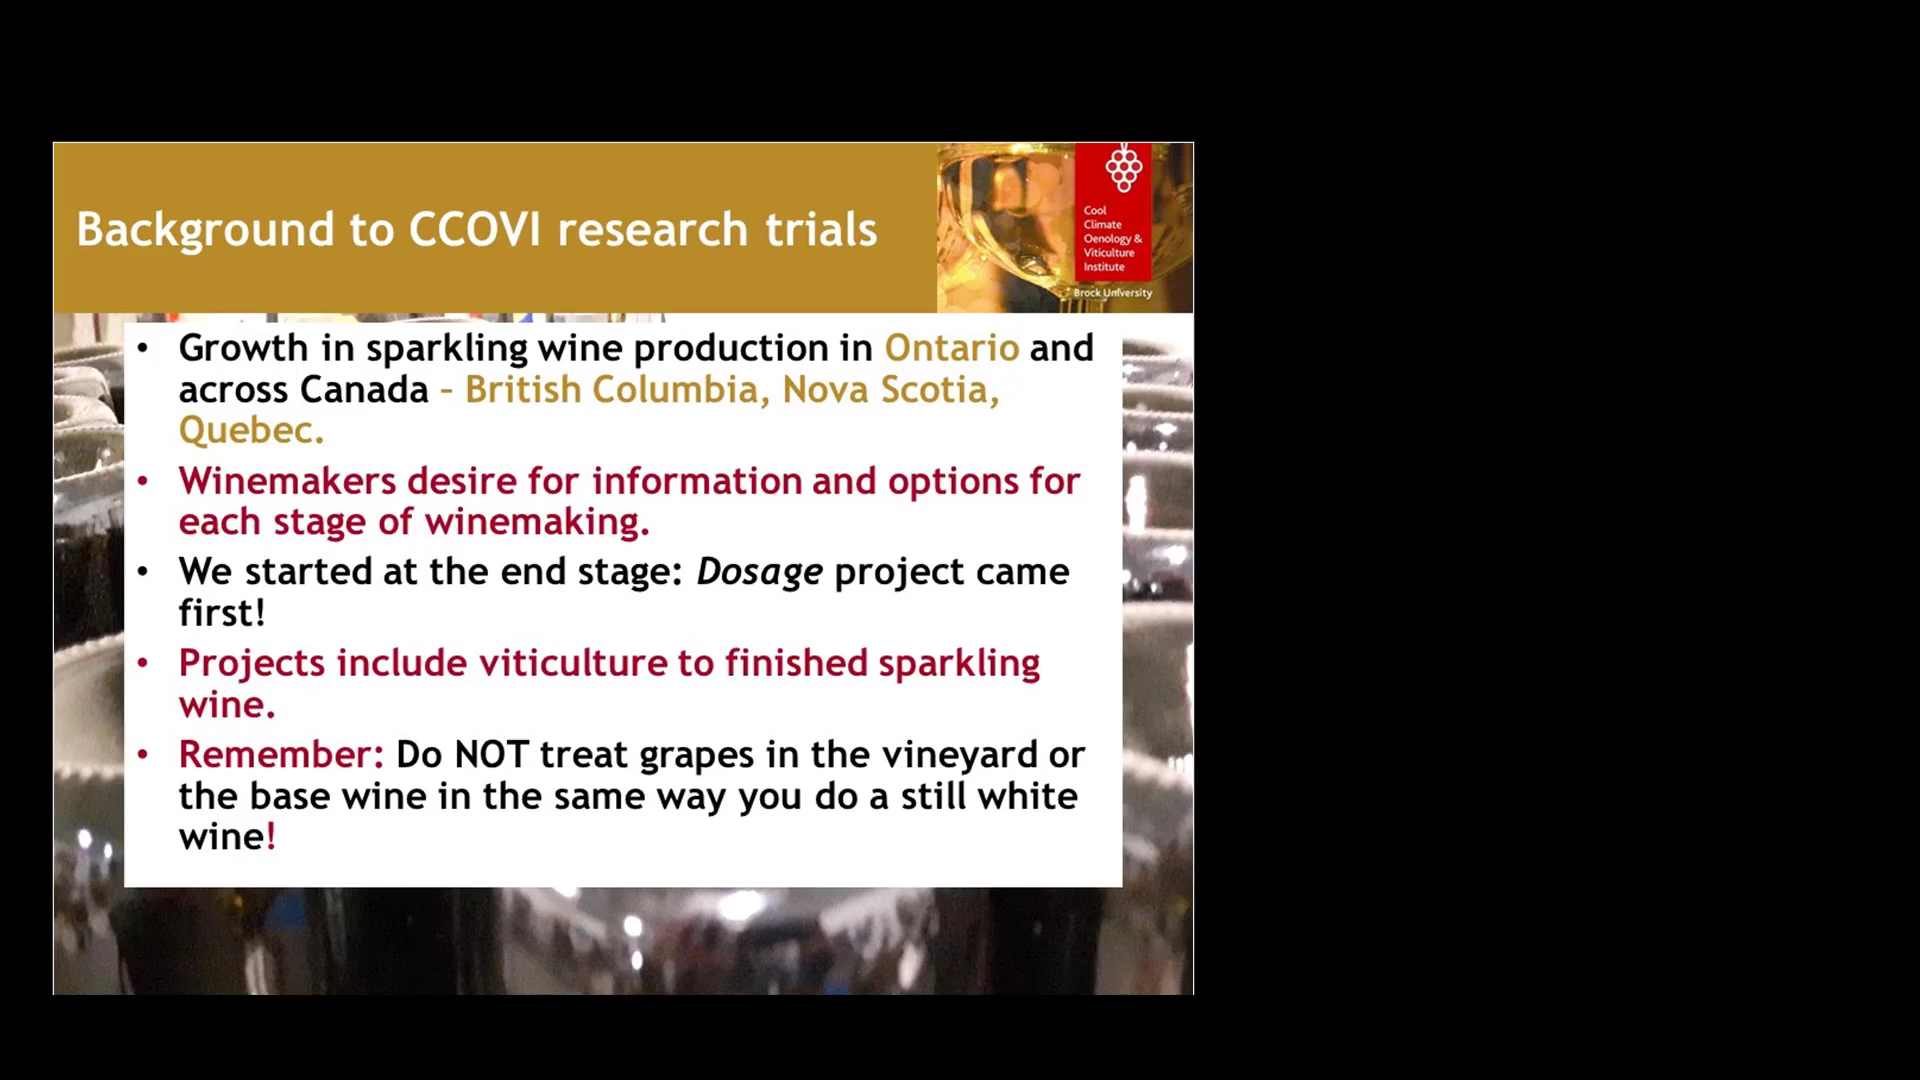 Background to CCOVI research trials
Cool
Climate
Oenology &
Viticulture
Institute
Brock University
• Growth in sparkling wine production in Ontario and
across Canada – British Columbia, Nova Scotia,
Quebec.
• Winemakers desire for information and options for
each stage of winemaking.
• We started at the end stage: Dosage project came
first!
• Projects include viticulture to finished sparkling
wine.
• Remember: Do NOT treat grapes in the vineyard or
the base wine in the same way you do a still white
wine!